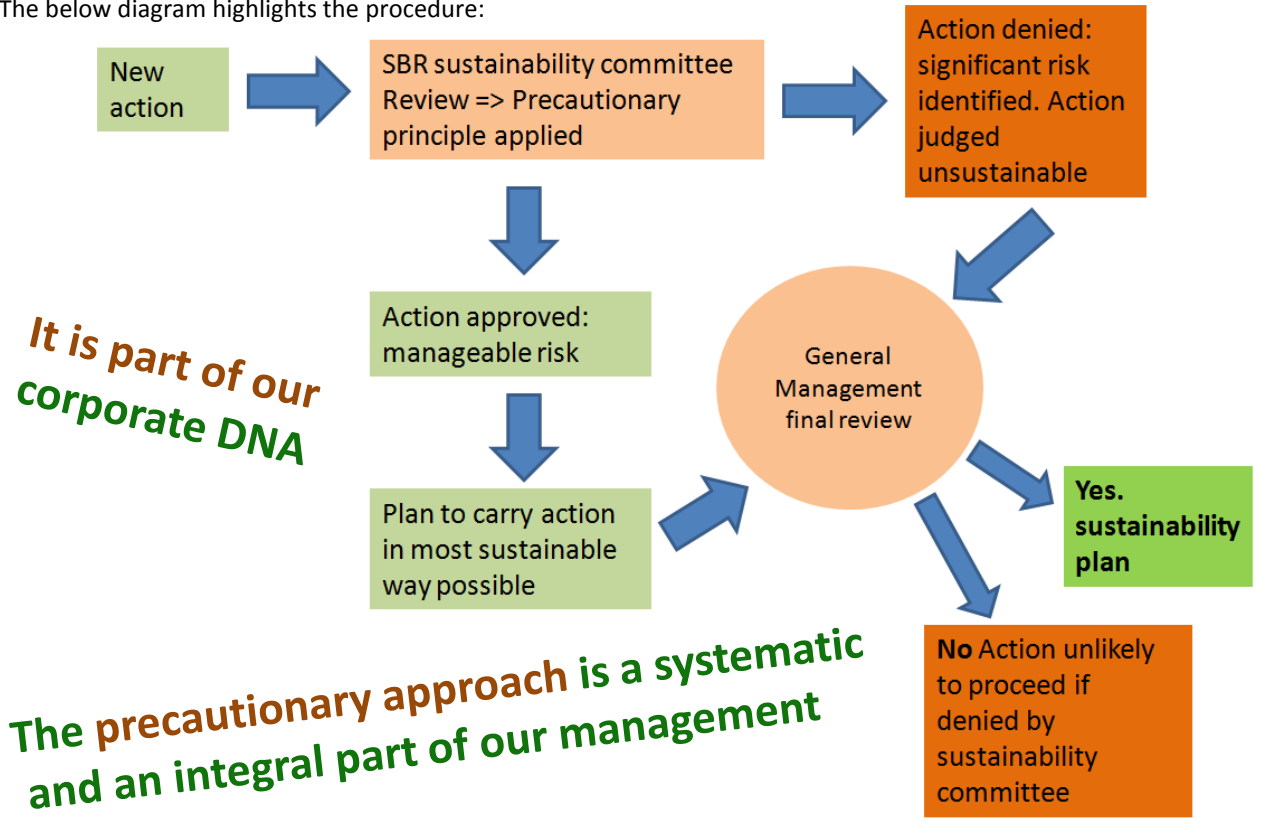 The below diagram highlights the procedure:
New
action
SBR sustainability committee
Review => Precautionary
principle applied
Action denied:
significant risk
identified. Action
judged
unsustainable
Action approved:
manageable risk
General
Management
final review
It is part of our
corporate DNA
Plan to carry action
in most sustainable
way possible
Yes.
sustainability
plan
No Action unlikely
to proceed if
denied by
sustainability
committee
The precautionary approach is a systematic
and an integral part of our management